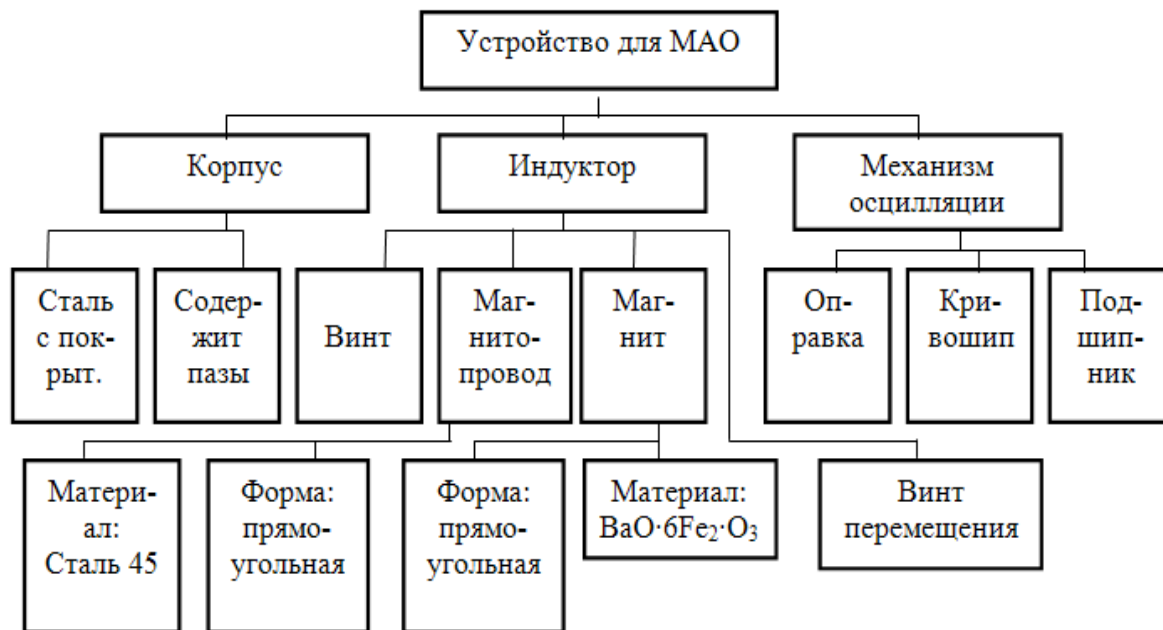 Устройство для МАО
Корпус
Индуктор
Механизм
осцилляции
Сталь
с пок-
рыт.
Содер-
жит
пазы
Винт
Маг-
нито-
провод
Маг-
нит
Оп-
равка
Кри-
вошип
Под-
шип-
ник
Матери-
ал:
Сталь 45
Форма:
прямо-
угольная
Форма:
прямо-
угольная
Материал:
BaO·6Fe₂·O₃
Винт
перемещения